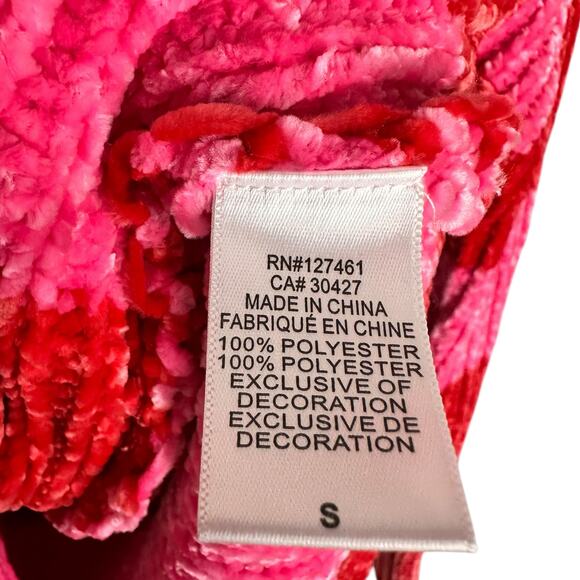 RN#127461
CA# 30427
MADE IN CHINA
FABRIQUÉ EN CHINE
100% POLYESTER
100% POLYESTER
EXCLUSIVE OF
DECORATION
EXCLUSIVE DE
DECORATION
S